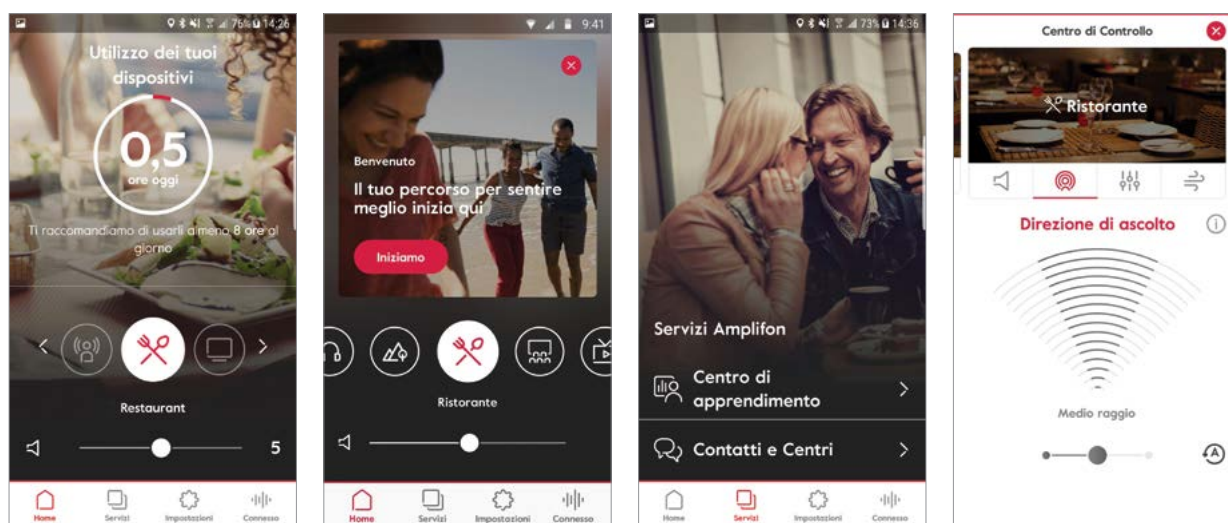 76% 14:26
Utilizzo dei tuoi
dispositivi
0,5
ore oggi
Ti raccomandiamo di usarli almeno 8 ore al
giorno
Restaurant
5
Home Servizi Impostazioni Connesso
9:41
Benvenuto
Il tuo percorso per sentire
meglio inizia qui
Iniziamo
Ristorante
Home Servizi Impostazioni Connesso
73% 14:36
Servizi Amplifon
Centro di
apprendimento
Contatti e Centri
Home Servizi Impostazioni Connesso
Centro di Controllo
Ristorante
Direzione di ascolto
Medio raggio
A